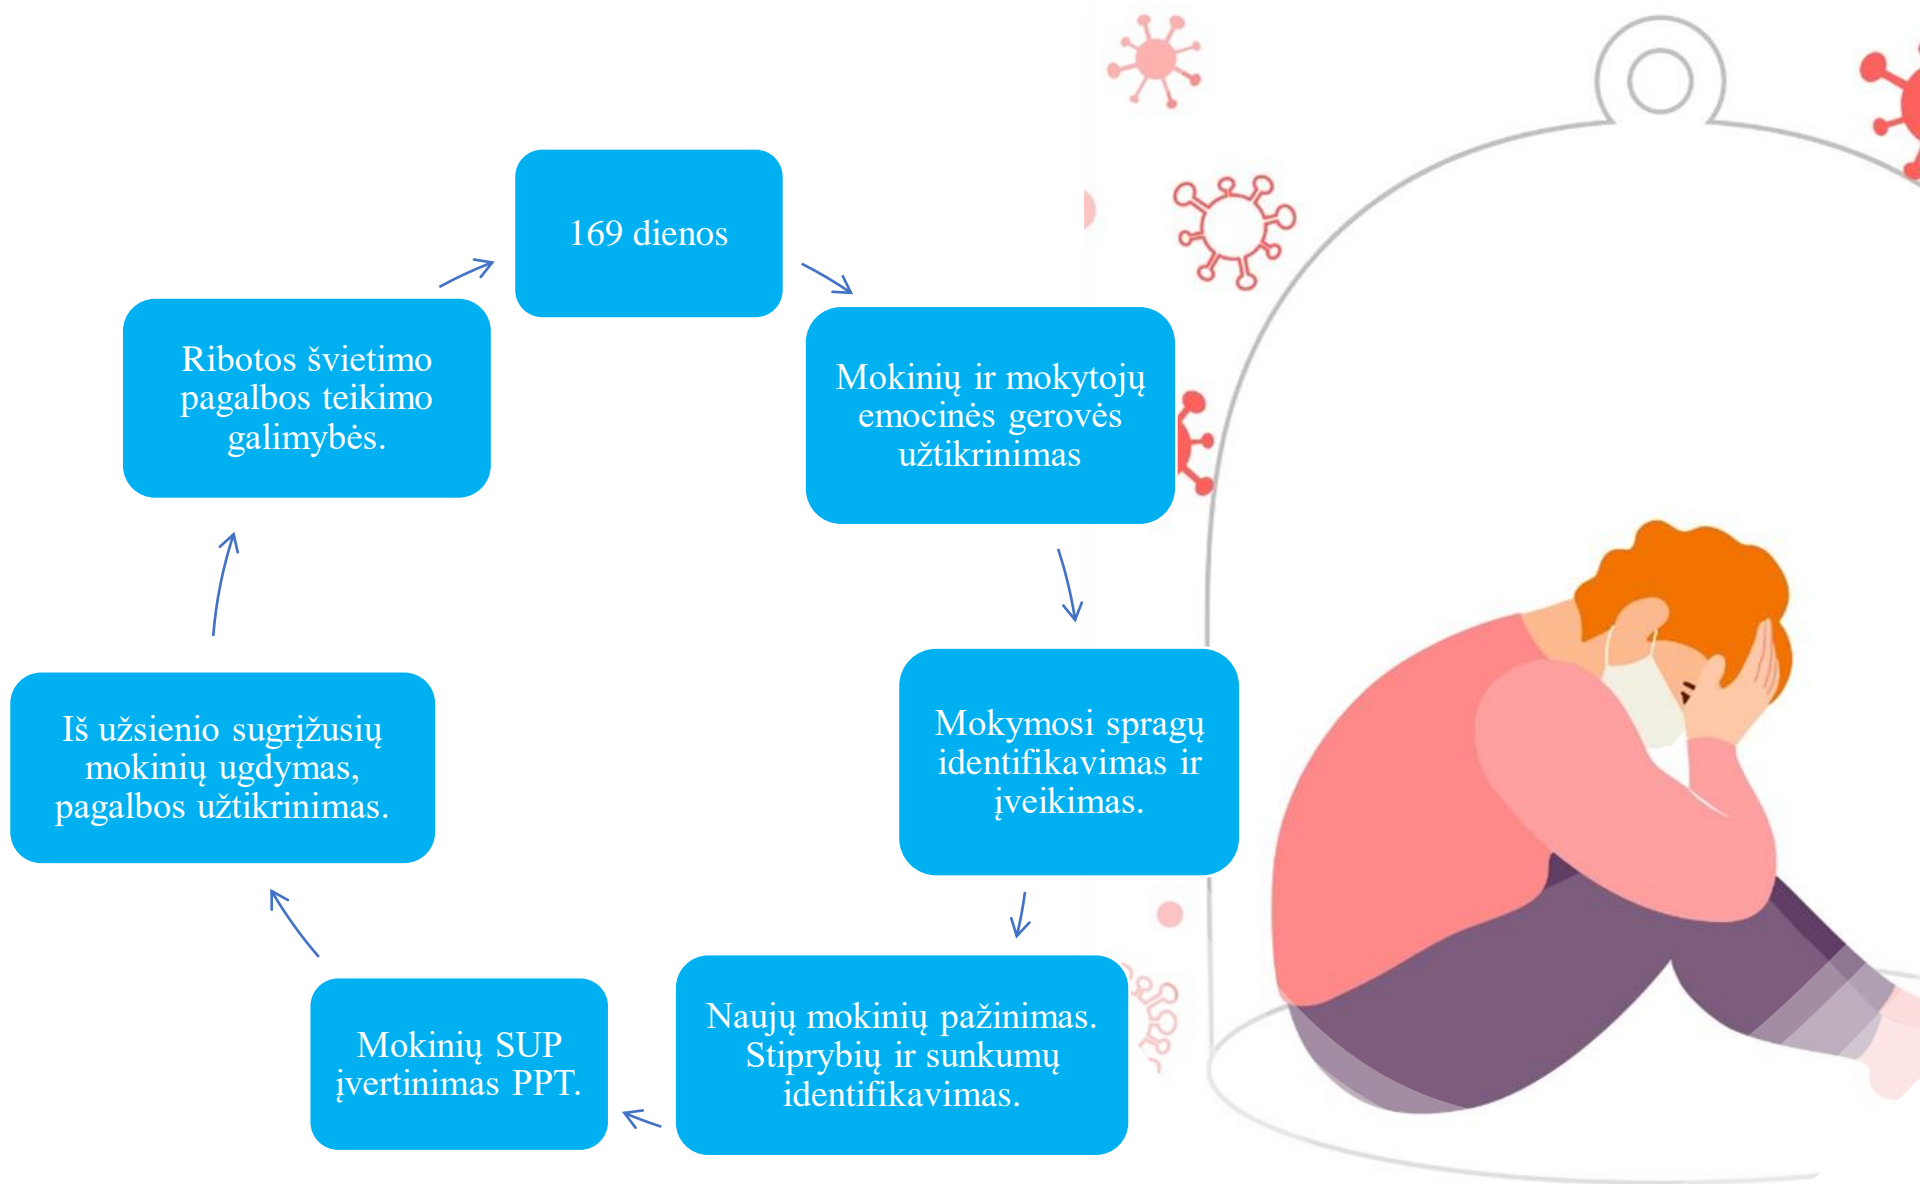 169 dienos
Mokinių ir mokytojų
emocinės gerovės
užtikrinimas
Mokymosi spragų
identifikavimas ir
įveikimas.
Naujų mokinių pažinimas.
Stiprybių ir sunkumų
identifikavimas.
Mokinių SUP
įvertinimas PPT.
Iš užsienio sugrįžusių
mokinių ugdymas,
pagalbos užtikrinimas.
Ribotos švietimo
pagalbos teikimo
galimybės.